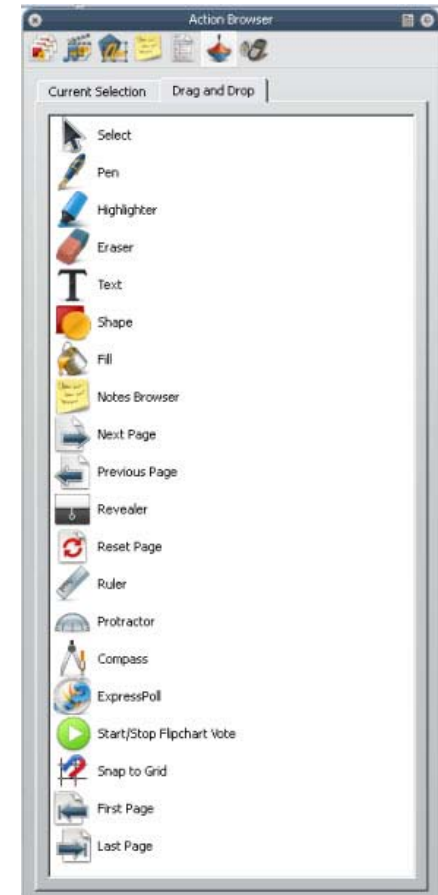 Action Browser
Current Selection
Drag and Drop
Select
Pen
Highlighter
Eraser
Text
Shape
Fill
Notes Browser
Next Page
Previous Page
Revealer
Reset Page
Ruler
Protractor
Compass
ExpressPoll
Start/Stop Flipchart Vote
Snap to Grid
First Page
Last Page